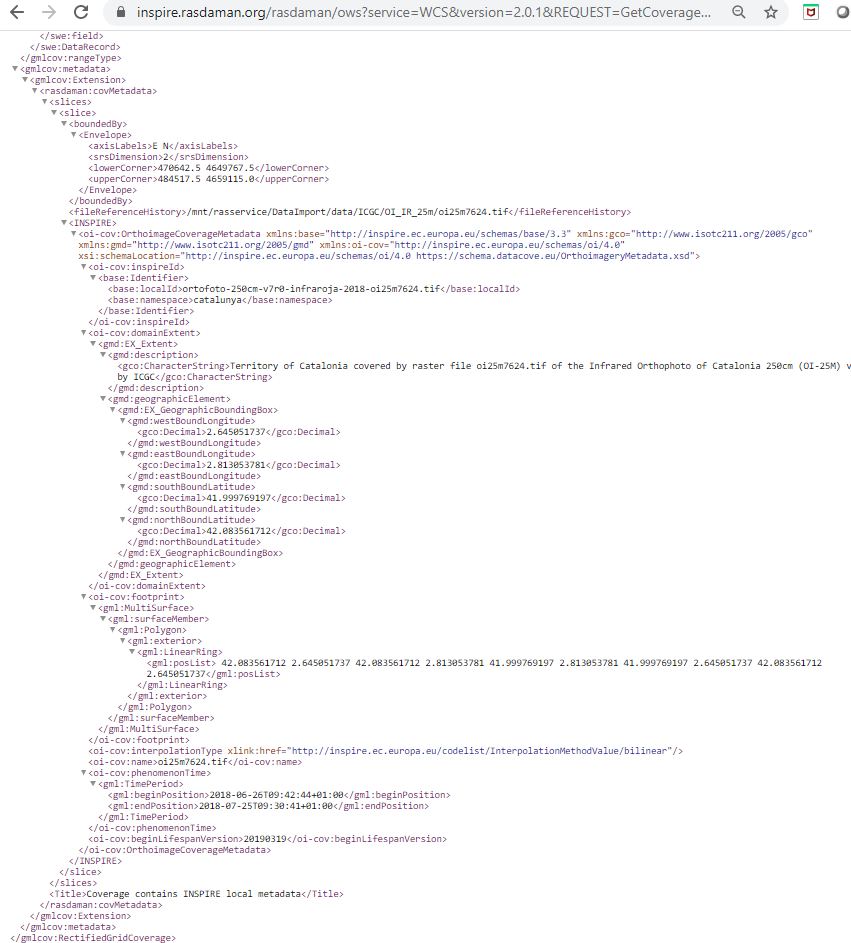 inspire.rasdaman.org/rasdaman/ows?service=WCS&version=2.0.1&REQUEST=GetCoverage...
</swe:field>
</swe:DataRecord>
</gmlcov:rangeType>
<gmlcov:metadata>
<gmlcov:Extension>
<rasdaman:covMetadata>
<slices>
<slice>
<boundedBy>
<Envelope>
<axisLabels>E N</axisLabels>
<srsDimension>2</srsDimension>
<lowerCorner>470642.5 4649767.5</lowerCorner>
<upperCorner>484517.5 4659115.0</upperCorner>
</Envelope>
</boundedBy>
<fileReferenceHistory>/mnt/rasservice/DataImport/data/ICGC/OI_IR_25m/oi25m7624.tif</fileReferenceHistory>
<INSPIRE>
<oi-cov:OrthoimageCoverageMetadata xmlns:base="http://inspire.ec.europa.eu/schemas/base/3.3" xmlns:gco="http://www.isotc211.org/2005/gco"
xmlns:gmd="http://www.isotc211.org/2005/gmd" xmlns:oi-cov="http://inspire.ec.europa.eu/schemas/oi/4.0"
xsi:schemaLocation="http://inspire.ec.europa.eu/schemas/oi/4.0 https://schema.datacove.eu/OrthoimageryMetadata.xsd">
<oi-cov:inspireId>
<base:Identifier>
<base:localId>ortofoto-250cm-v7r0-infraroja-2018-oi25m7624.tif</base:localId>
<base:namespace>catalunya</base:namespace>
</base:Identifier>
</oi-cov:inspireId>
<oi-cov:domainExtent>
<gmd:EX_Extent>
<gmd:description>
<gco:CharacterString>Territory of Catalonia covered by raster file oi25m7624.tif of the Infrared Orthophoto of Catalonia 250cm (OI-25M) v
by ICGC</gco:CharacterString>
</gmd:description>
<gmd:geographicElement>
<gmd:EX_GeographicBoundingBox>
<gmd:westBoundLongitude>
<gco:Decimal>2.645051737</gco:Decimal>
</gmd:westBoundLongitude>
<gmd:eastBoundLongitude>
<gco:Decimal>2.813053781</gco:Decimal>
</gmd:eastBoundLongitude>
<gmd:southBoundLatitude>
<gco:Decimal>41.999769197</gco:Decimal>
</gmd:southBoundLatitude>
<gmd:northBoundLatitude>
<gco:Decimal>42.083561712</gco:Decimal>
</gmd:northBoundLatitude>
</gmd:EX_GeographicBoundingBox>
</gmd:geographicElement>
</gmd:EX_Extent>
</oi-cov:domainExtent>
<oi-cov:footprint>
<gml:MultiSurface>
<gml:surfaceMember>
<gml:Polygon>
<gml:exterior>
<gml:LinearRing>
<gml:posList> 42.083561712 2.645051737 42.083561712 2.813053781 41.999769197 2.813053781 41.999769197 2.645051737 42.083561712
2.645051737</gml:posList>
</gml:LinearRing>
</gml:exterior>
</gml:Polygon>
</gml:surfaceMember>
</gml:MultiSurface>
</oi-cov:footprint>
<oi-cov:interpolationType xlink:href="http://inspire.ec.europa.eu/codelist/InterpolationMethodValue/bilinear"/>
<oi-cov:name>oi25m7624.tif</oi-cov:name>
<oi-cov:phenomenonTime>
<gml:TimePeriod>
<gml:beginPosition>2018-06-26T09:42:44+01:00</gml:beginPosition>
<gml:endPosition>2018-07-25T09:30:41+01:00</gml:endPosition>
</gml:TimePeriod>
</oi-cov:phenomenonTime>
<oi-cov:beginLifespanVersion>20190319</oi-cov:beginLifespanVersion>
</oi-cov:OrthoimageCoverageMetadata>
</INSPIRE>
</slice>
</slices>
<Title>Coverage contains INSPIRE local metadata</Title>
</rasdaman:covMetadata>
</gmlcov:Extension>
</gmlcov:metadata>
</gmlcov:RectifiedGridCoverage>